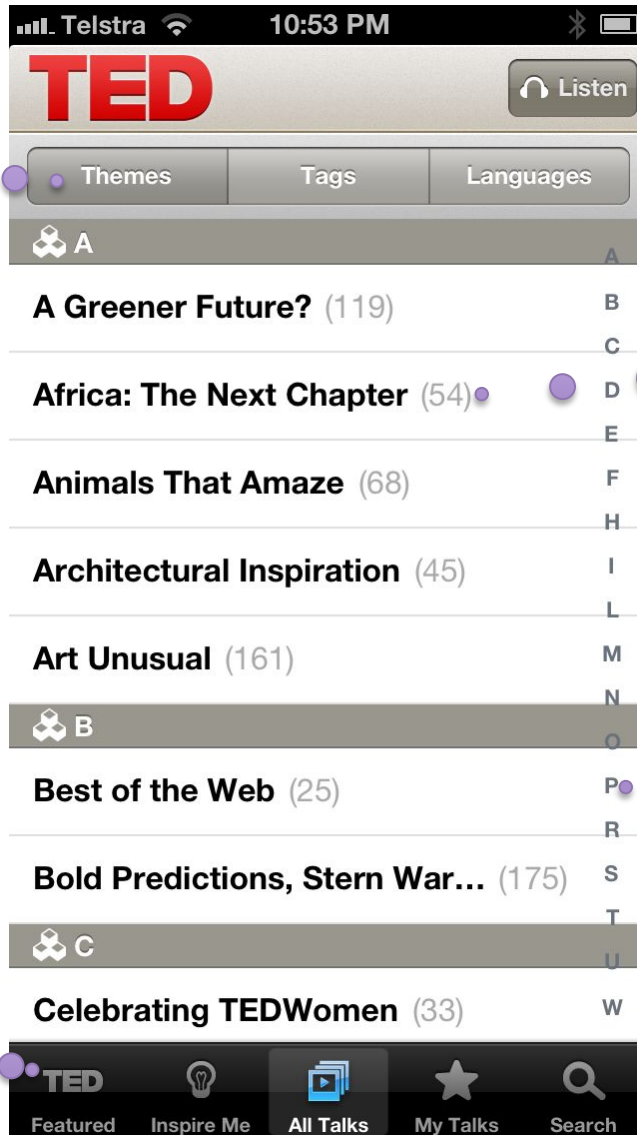 Telstra 10:53 PM
TED Listen
Themes Tags Languages
A
A Greener Future? (119)
Africa: The Next Chapter (54)
Animals That Amaze (68)
Architectural Inspiration (45)
Art Unusual (161)
B
Best of the Web (25)
Bold Predictions, Stern War... (175)
C
Celebrating TEDWomen (33)
A
B
C
D
E
F
H
I
L
M
N
O
P
R
S
T
U
W
TED
Featured Inspire Me All Talks My Talks Search